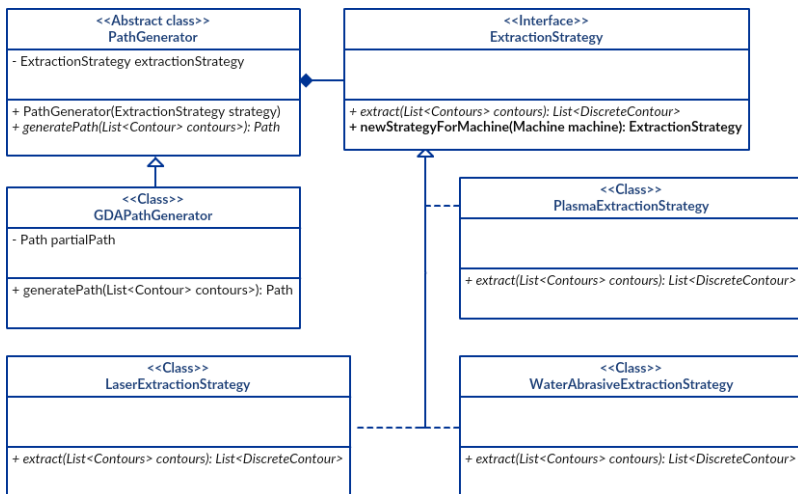 <<Abstract class>>
PathGenerator
- ExtractionStrategy extractionStrategy
+ PathGenerator(ExtractionStrategy strategy)
+ generatePath(List<Contour> contours>): Path
<<Interface>>
ExtractionStrategy
+ extract(List<Contours> contours): List<DiscreteContour>
+ newStrategyForMachine(Machine machine): ExtractionStrategy
<<Class>>
GDAPathGenerator
- Path partialPath
+ generatePath(List<Contour> contours>): Path
<<Class>>
PlasmaExtractionStrategy
+ extract(List<Contours> contours): List<DiscreteContour>
<<Class>>
LaserExtractionStrategy
+ extract(List<Contours> contours): List<DiscreteContour>
<<Class>>
WaterAbrasiveExtractionStrategy
+ extract(List<Contours> contours): List<DiscreteContour>